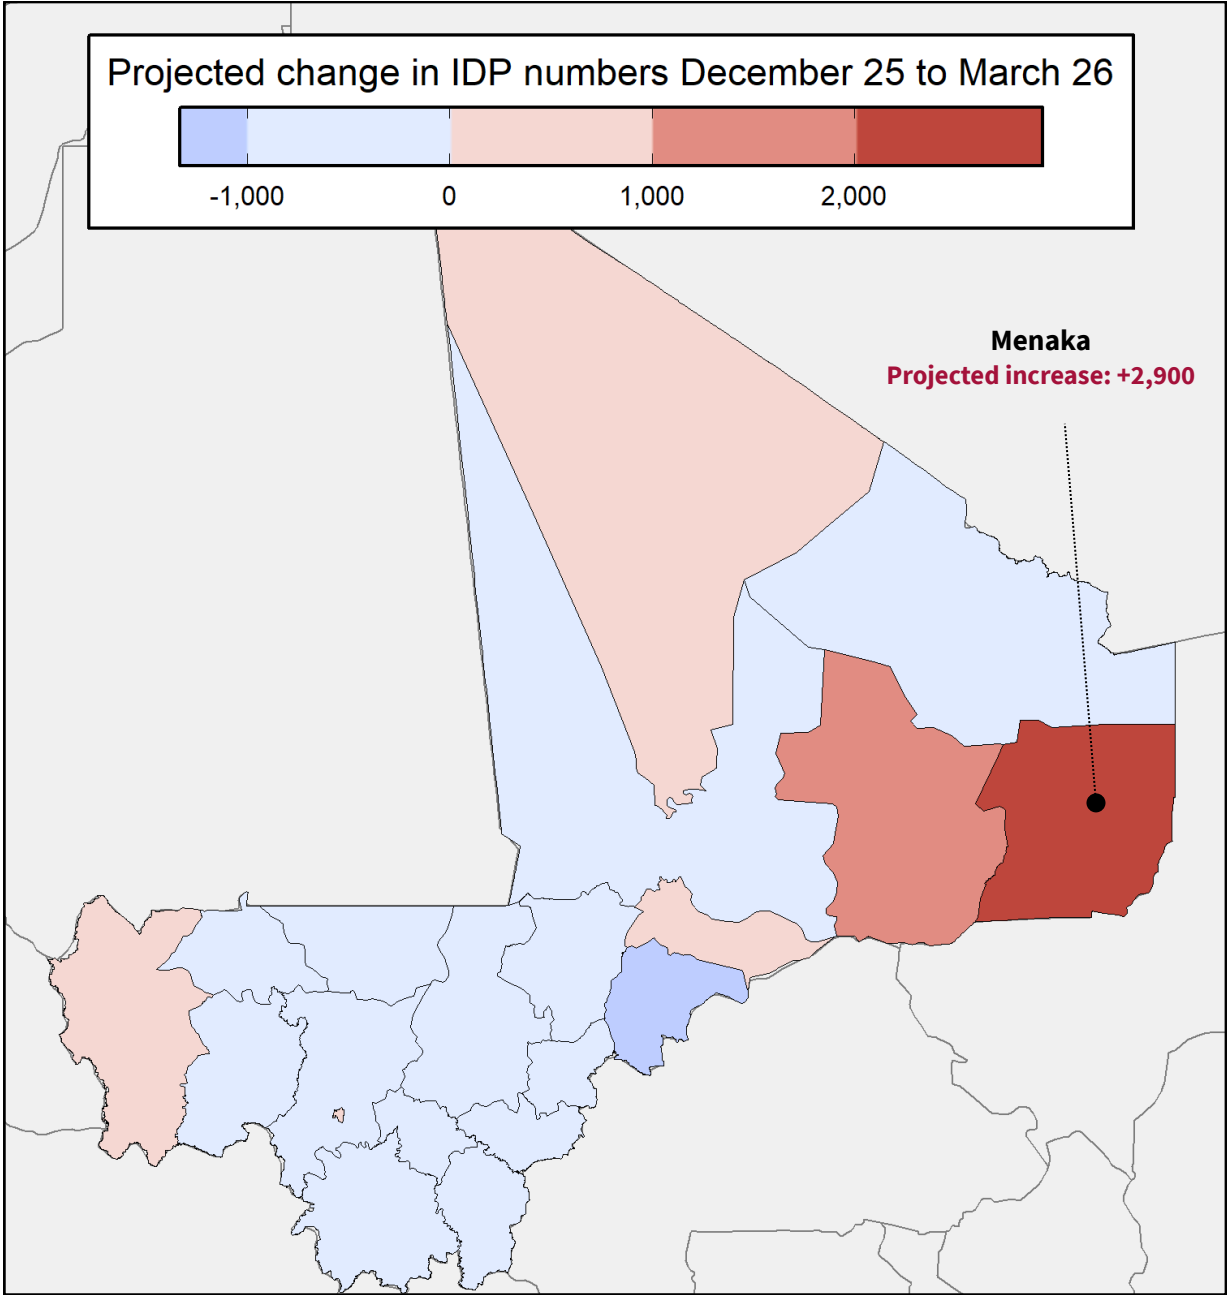 Projected change in IDP numbers December 25 to March 26
-1,000 0 1,000 2,000
Menaka
Projected increase: +2,900